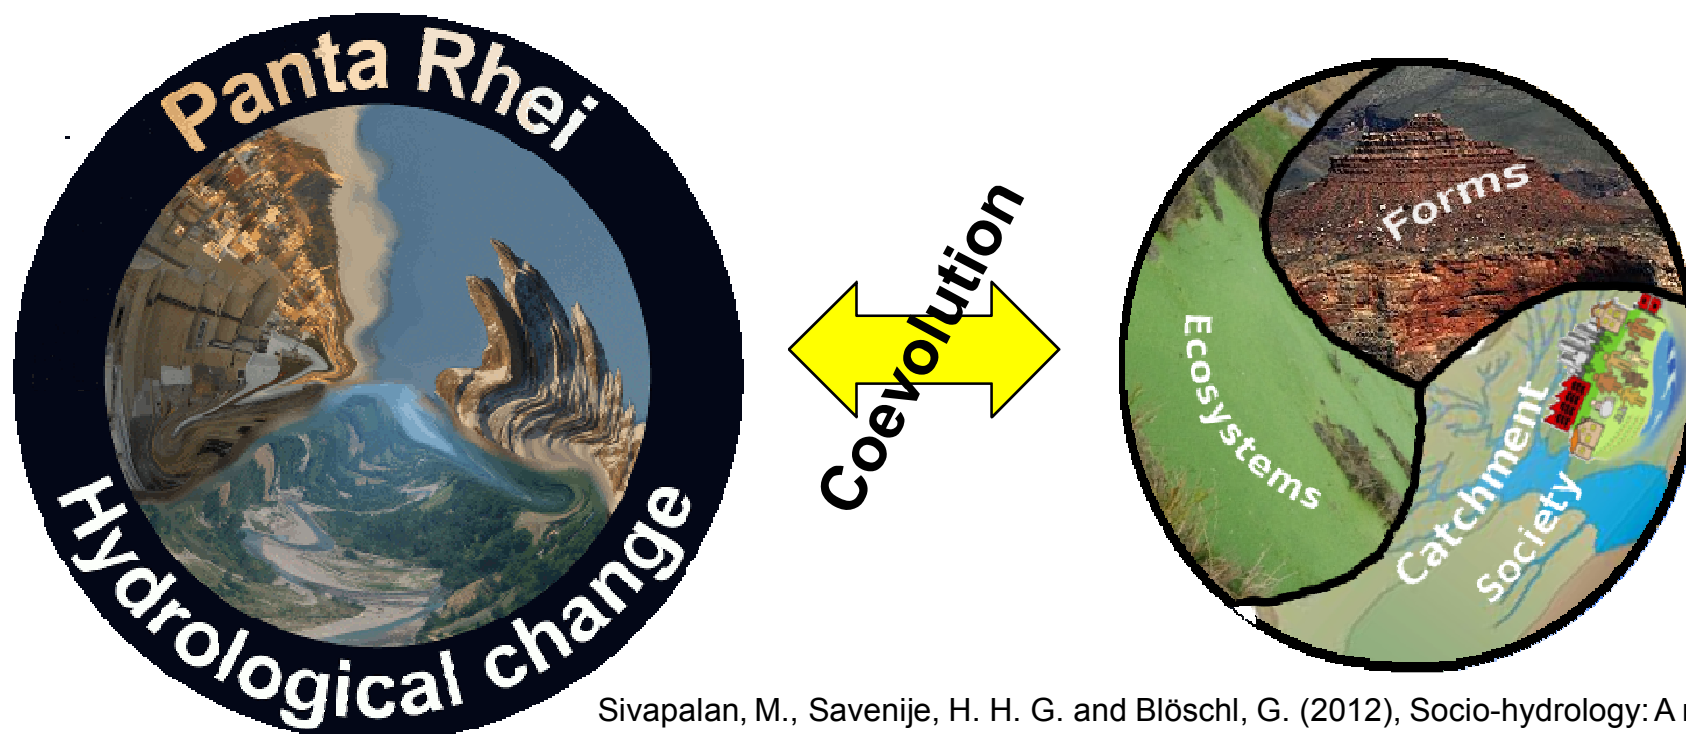 Panta Rhei
Hydrological change
Coevolution
Forms
Ecosystems
Catchment
Society
Sivapalan, M., Savenije, H. H. G. and Blöschl, G. (2012), Socio-hydrology: A